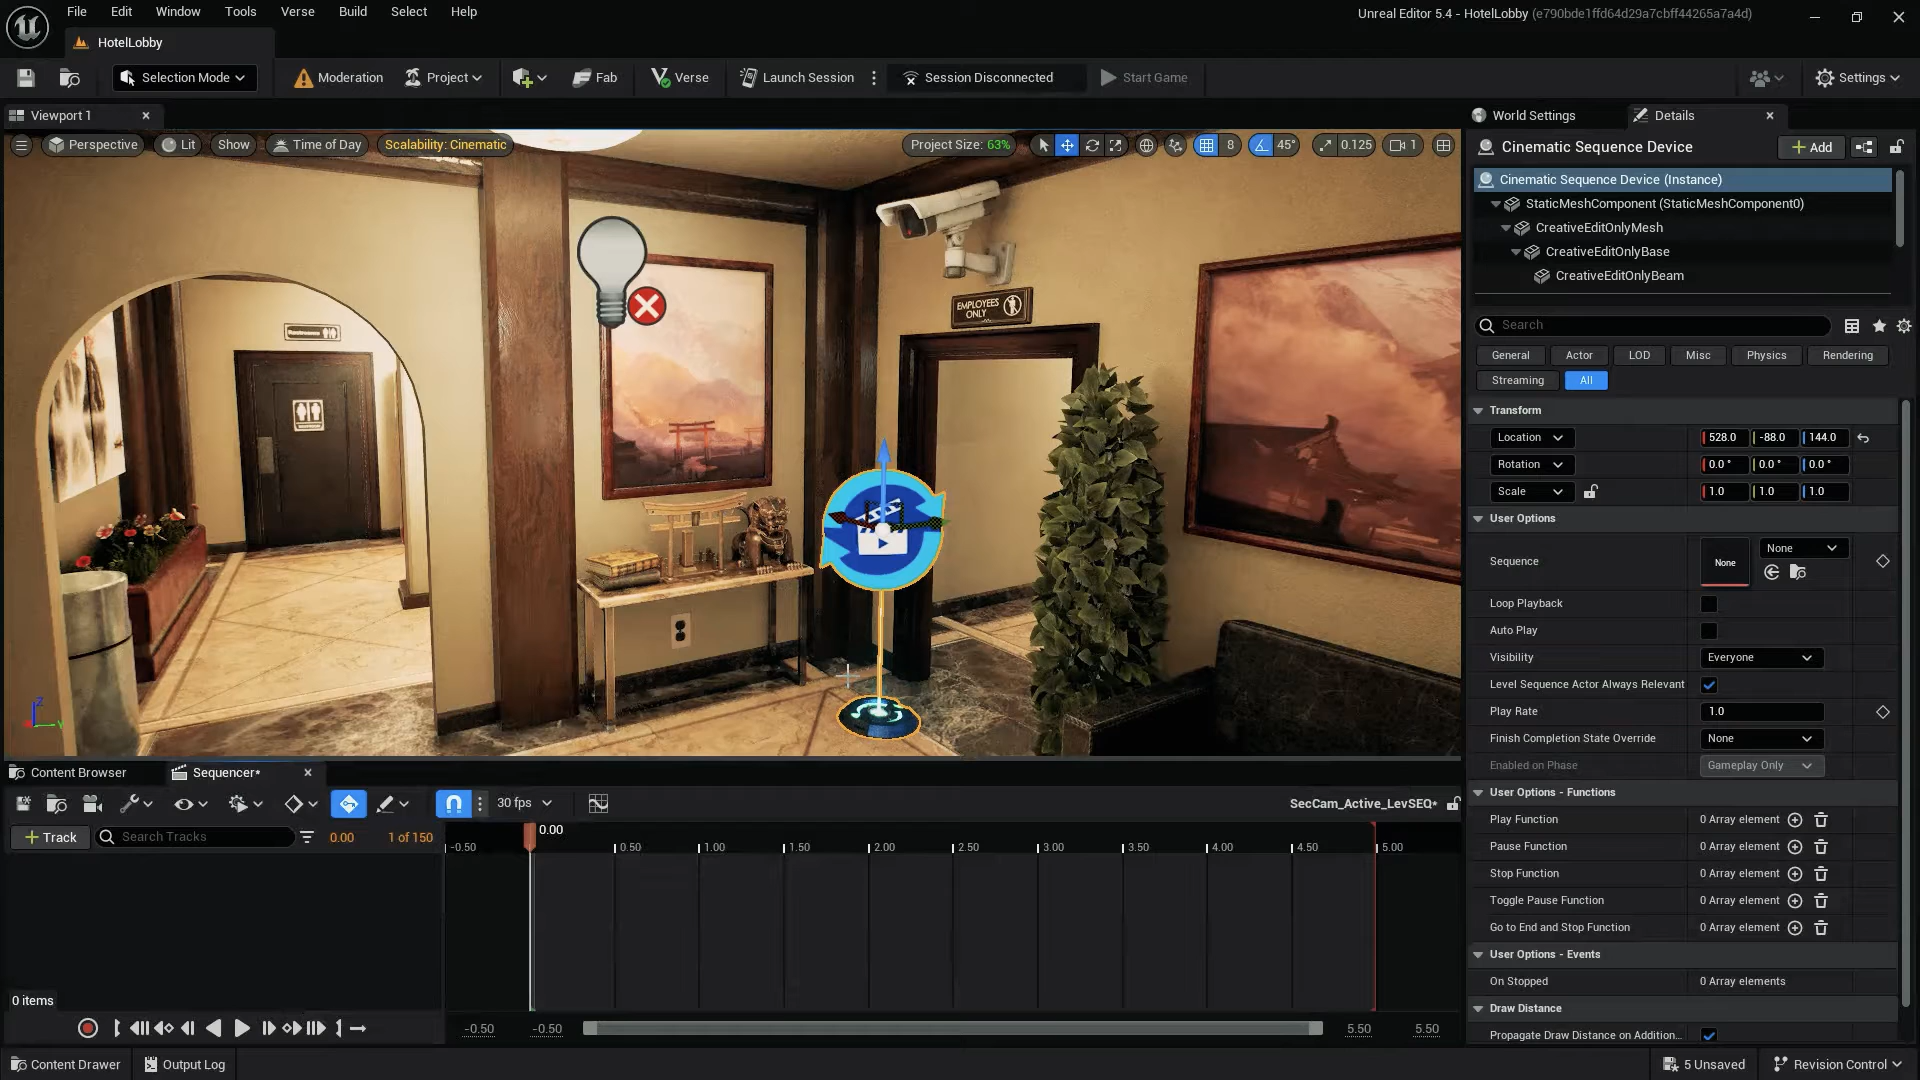 File Edit Window Tools Verse Build Select Help
Unreal Editor 5.4 - HotelLobby (e790bde1ffd64d29a7cbff44265a7a4d)
HotelLobby
Selection Mode Moderation Project Fab Verse Launch Session Session Disconnected Start Game Settings
Viewport 1
World Settings Details
Perspective Lit Show Time of Day Scalability: Cinematic Project Size: 63% 8 45° 0.125 1
Cinematic Sequence Device Add
Cinematic Sequence Device (Instance)
StaticMeshComponent (StaticMeshComponent0)
CreativeEditOnlyMesh
CreativeEditOnlyBase
CreativeEditOnlyBeam
EMPLOYEES
ONLY
Search
General Actor LOD Misc Physics Rendering
Streaming All
Transform
Location 528.0 -88.0 144.0
Rotation 0.0 ° 0.0 ° 0.0 °
Scale 1.0 1.0 1.0
User Options
Sequence None None
Loop Playback
Auto Play
Visibility Everyone
Level Sequence Actor Always Relevant
Play Rate 1.0
Finish Completion State Override None
Enabled on Phase Gameplay Only
User Options - Functions
Play Function 0 Array element
Pause Function 0 Array element
Stop Function 0 Array element
Toggle Pause Function 0 Array element
Go to End and Stop Function 0 Array element
User Options - Events
On Stopped 0 Array elements
Draw Distance
Propagate Draw Distance on Addition...
Z
Content Browser Sequencer*
30 fps SecCam_Active_LevSEQ*
Track Search Tracks 0.00 1 of 150
0.00
-0.50 0.50 1.00 1.50 2.00 2.50 3.00 3.50 4.00 4.50 5.00
0 items
-0.50 -0.50 5.50 5.50
Content Drawer Output Log 5 Unsaved Revision Control